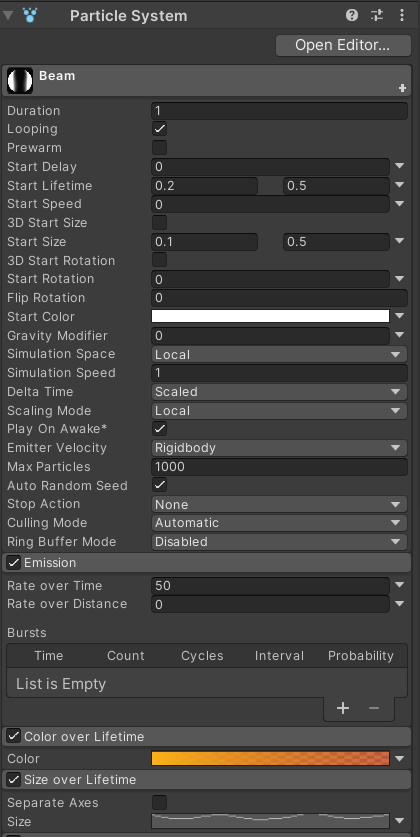 Particle System
Open Editor...
Beam
Duration 1
Looping
Prewarm
Start Delay 0
Start Lifetime 0.2 0.5
Start Speed 0
3D Start Size
Start Size 0.1 0.5
3D Start Rotation
Start Rotation 0
Flip Rotation 0
Start Color
Gravity Modifier 0
Simulation Space Local
Simulation Speed 1
Delta Time Scaled
Scaling Mode Local
Play On Awake*
Emitter Velocity Rigidbody
Max Particles 1000
Auto Random Seed
Stop Action None
Culling Mode Automatic
Ring Buffer Mode Disabled
Emission
Rate over Time 50
Rate over Distance 0
Bursts
Time Count Cycles Interval Probability
List is Empty
Color over Lifetime
Color
Size over Lifetime
Separate Axes
Size